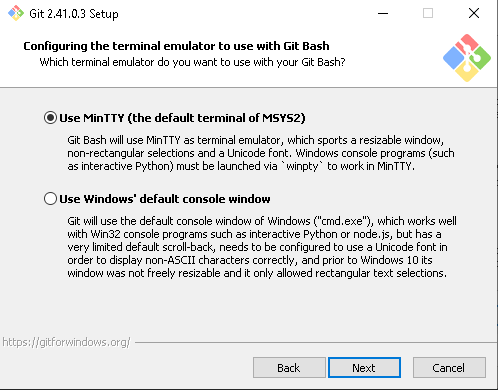 Git 2.41.0.3 Setup
Configuring the terminal emulator to use with Git Bash
Which terminal emulator do you want to use with your Git Bash?
Use MinTTY (the default terminal of MSYS2)
Git Bash will use MinTTY as terminal emulator, which sports a resizable window,
non-rectangular selections and a Unicode font. Windows console programs (such
as interactive Python) must be launched via `winpty` to work in MinTTY.
Use Windows' default console window
Git will use the default console window of Windows ("cmd.exe"), which works well
with Win32 console programs such as interactive Python or node.js, but has a
very limited default scroll-back, needs to be configured to use a Unicode font in
order to display non-ASCII characters correctly, and prior to Windows 10 its
window was not freely resizable and it only allowed rectangular text selections.
https://gitforwindows.org/
Back
Next
Cancel